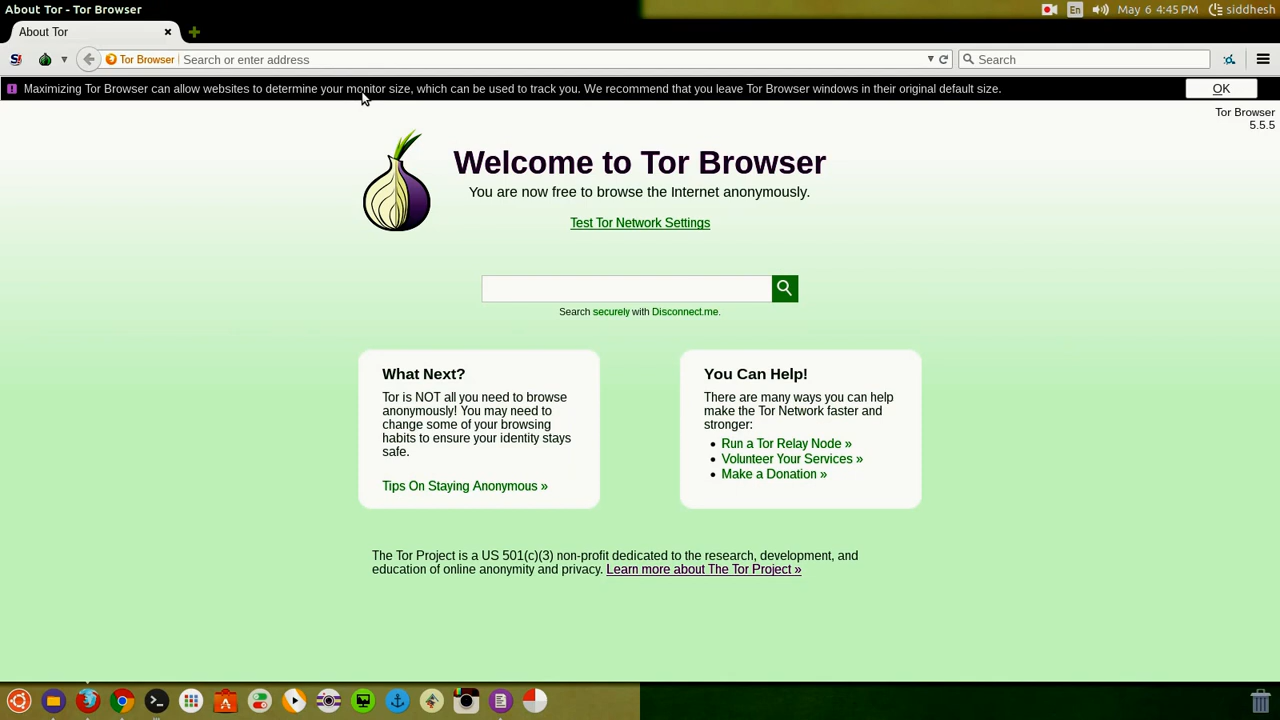 About Tor - Tor Browser
En
May 6 4:45 PM
siddhesh
About Tor
Tor Browser
Search or enter address
Search
Maximizing Tor Browser can allow websites to determine your monitor size, which can be used to track you. We recommend that you leave Tor Browser windows in their original default size.
OK
Tor Browser
5.5.5
Welcome to Tor Browser
You are now free to browse the Internet anonymously.
Test Tor Network Settings
Search securely with Disconnect.me.
What Next?
Tor is NOT all you need to browse
anonymously! You may need to
change some of your browsing
habits to ensure your identity stays
safe.
Tips On Staying Anonymous »
You Can Help!
There are many ways you can help
make the Tor Network faster and
stronger:
Run a Tor Relay Node »
Volunteer Your Services »
Make a Donation »
The Tor Project is a US 501(c)(3) non-profit dedicated to the research, development, and
education of online anonymity and privacy. Learn more about The Tor Project »